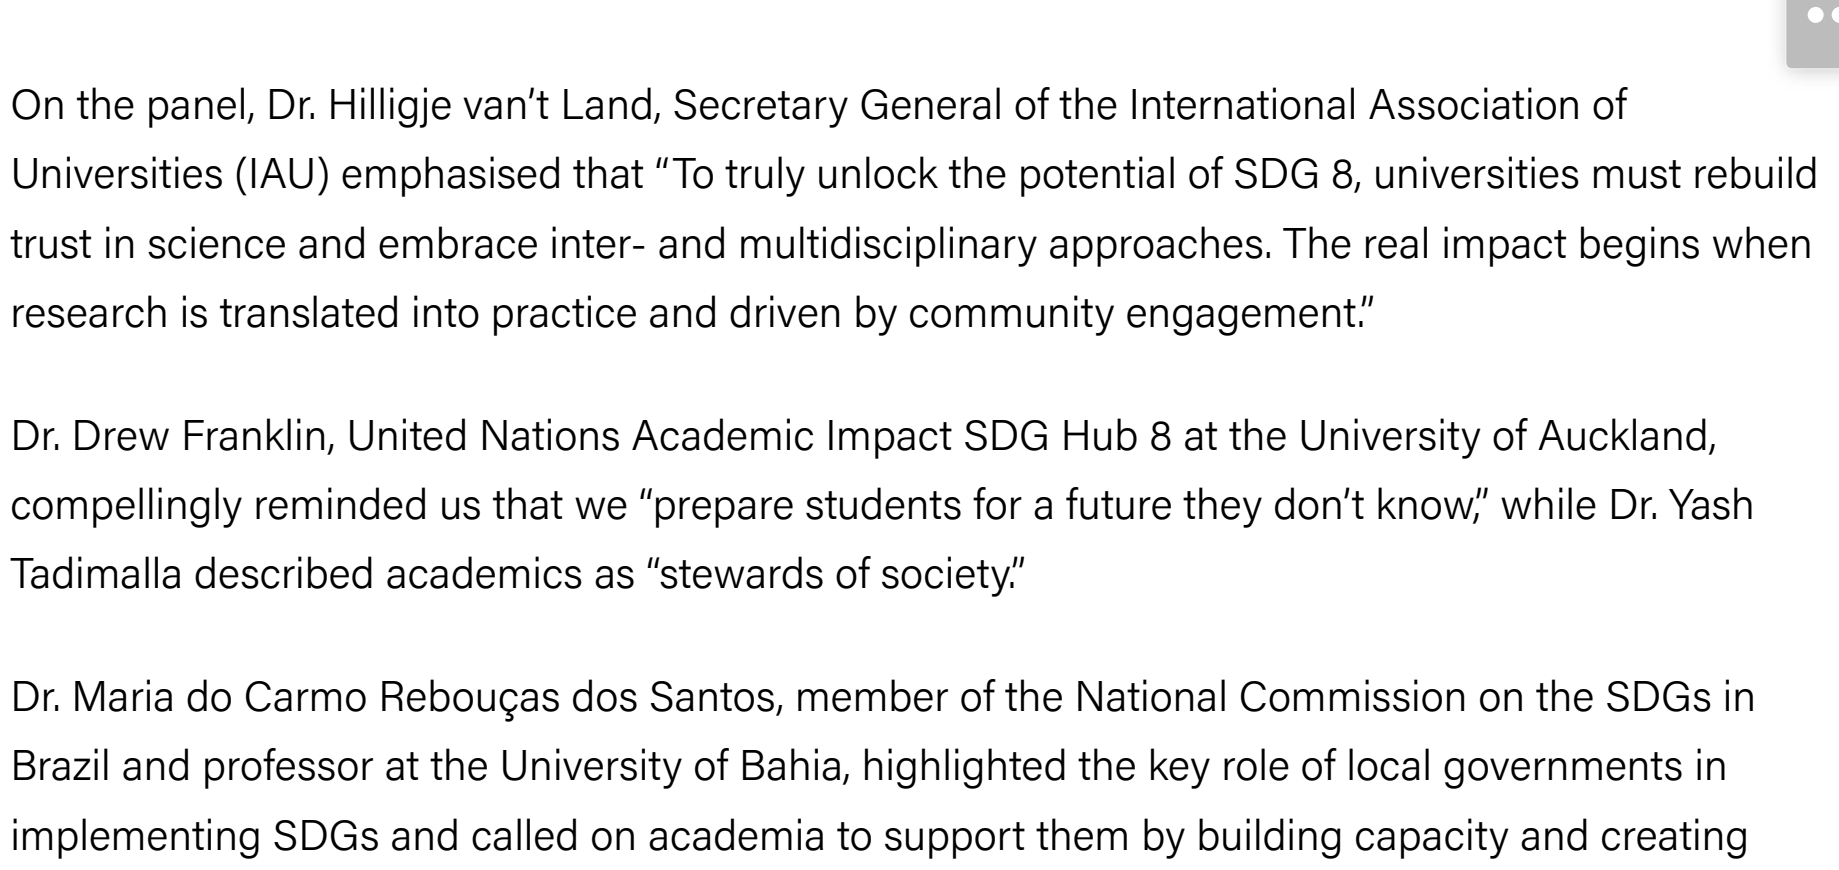 On the panel, Dr. Hilligje van’t Land, Secretary General of the International Association of
Universities (IAU) emphasised that “To truly unlock the potential of SDG 8, universities must rebuild
trust in science and embrace inter- and multidisciplinary approaches. The real impact begins when
research is translated into practice and driven by community engagement.”
Dr. Drew Franklin, United Nations Academic Impact SDG Hub 8 at the University of Auckland,
compellingly reminded us that we “prepare students for a future they don’t know,” while Dr. Yash
Tadimalla described academics as “stewards of society.”
Dr. Maria do Carmo Rebouças dos Santos, member of the National Commission on the SDGs in
Brazil and professor at the University of Bahia, highlighted the key role of local governments in
implementing SDGs and called on academia to support them by building capacity and creating